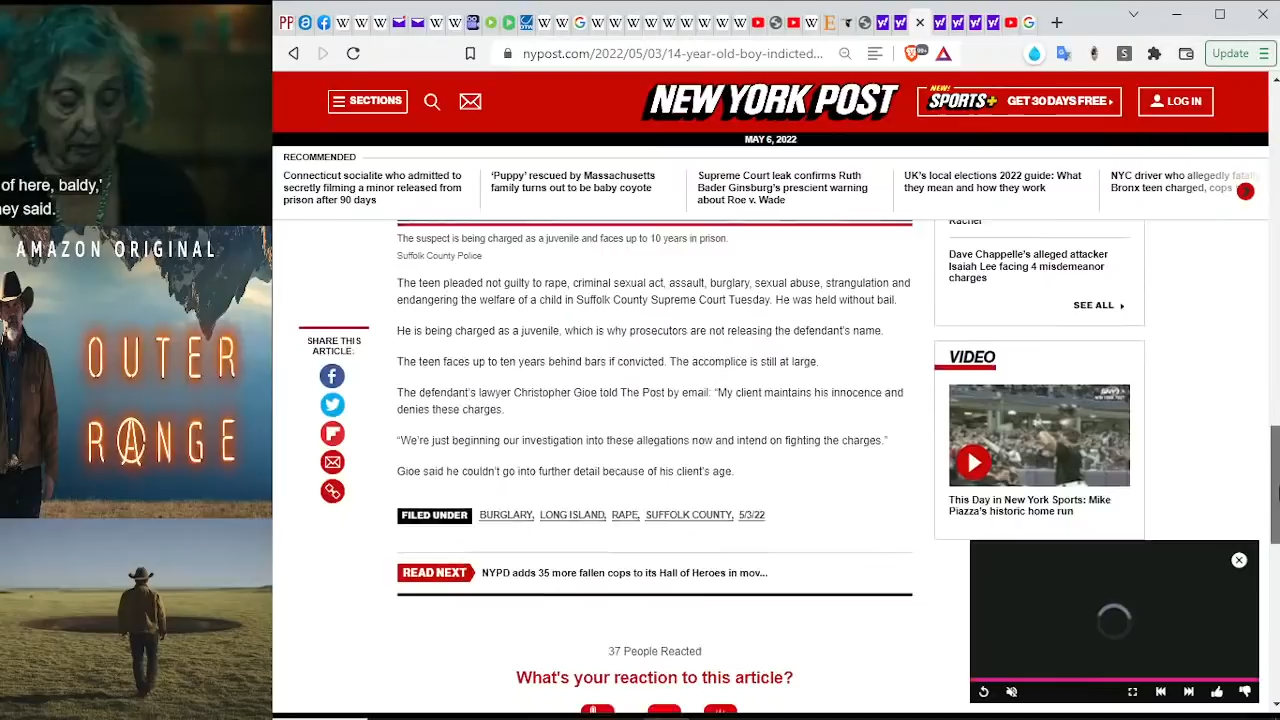 of here, baldy,'
ey said.
AMAZON ORIGINAL
OUTER
RANGE
nypost.com/2022/05/03/14-year-old-boy-indicted...
99+
Update
SECTIONS
NEW YORK POST
NEW!
SPORTS+
GET 30 DAYS FREE
LOG IN
MAY 6, 2022
RECOMMENDED
Connecticut socialite who admitted to
secretly filming a minor released from
prison after 90 days
'Puppy' rescued by Massachusetts
family turns out to be baby coyote
Supreme Court leak confirms Ruth
Bader Ginsburg's prescient warning
about Roe v. Wade
UK's local elections 2022 guide: What
they mean and how they work
NYC driver who allegedly fatall
Bronx teen charged, cops
The suspect is being charged as a juvenile and faces up to 10 years in prison.
Suffolk County Police
The teen pleaded not guilty to rape, criminal sexual act, assault, burglary, sexual abuse, strangulation and
endangering the welfare of a child in Suffolk County Supreme Court Tuesday. He was held without bail.
He is being charged as a juvenile, which is why prosecutors are not releasing the defendant's name.
The teen faces up to ten years behind bars if convicted. The accomplice is still at large.
The defendant's lawyer Christopher Gioe told The Post by email: “My client maintains his innocence and
denies these charges.
“We're just beginning our investigation into these allegations now and intend on fighting the charges.”
Gioe said he couldn't go into further detail because of his client's age.
FILED UNDER BURGLARY, LONG ISLAND, RAPE, SUFFOLK COUNTY, 5/3/22
READ NEXT NYPD adds 35 more fallen cops to its Hall of Heroes in mov...
37 People Reacted
What's your reaction to this article?
SHARE THIS
ARTICLE:
Rachel
Dave Chappelle's alleged attacker
Isaiah Lee facing 4 misdemeanor
charges
SEE ALL
VIDEO
This Day in New York Sports: Mike
Piazza's historic home run